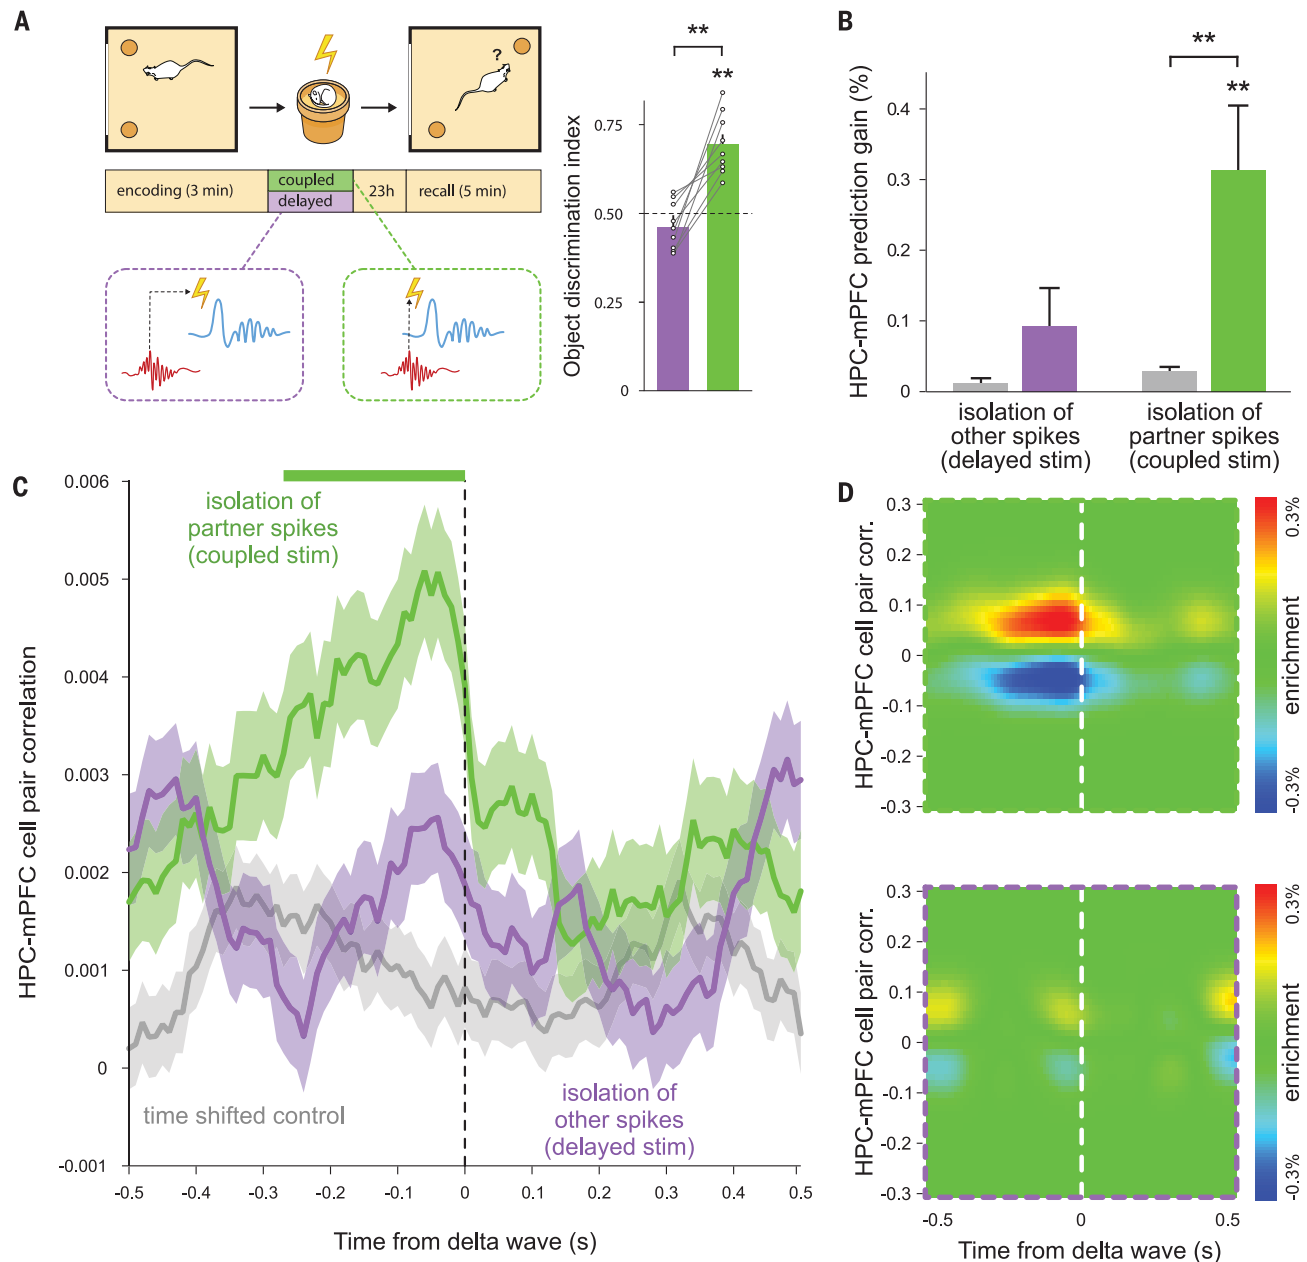 A
?
encoding (3 min)
coupled
delayed
23h
recall (5 min)
**
**
Object discrimination index
0.75
0.50
0.25
0
B
**
**
HPC-mPFC prediction gain (%)
0.4
0.3
0.2
0.1
0
isolation of
other spikes
(delayed stim)
isolation of
partner spikes
(coupled stim)
C
HPC-mPFC cell pair correlation
0.006
0.005
0.004
0.003
0.002
0.001
0
-0.001
isolation of
partner spikes
(coupled stim)
time shifted control
isolation of
other spikes
(delayed stim)
-0.5
-0.4
-0.3
-0.2
-0.1
0
0.1
0.2
0.3
0.4
0.5
Time from delta wave (s)
D
HPC-mPFC cell pair corr.
0.3
0.2
0.1
0
-0.1
-0.2
-0.3
0.3%
enrichment
-0.3%
HPC-mPFC cell pair corr.
0.3
0.2
0.1
0
-0.1
-0.2
-0.3
0.3%
enrichment
-0.3%
-0.5
0
0.5
Time from delta wave (s)